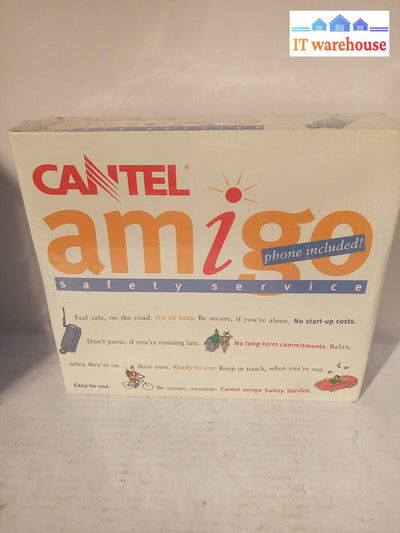 IT warehouse
CANTEL®
amigo
phone included!
safety service
Feel safe, on the road. It's so easy. Be secure, if you're alone. No start-up costs.
Don't panic, if you're running late. No long-term commitments. Relax,
when they're on their own. Ready-to-use. Keep in touch, when you're out.
Easy-to-use. Be secure, anytime. Cantel amigo Safety Service.